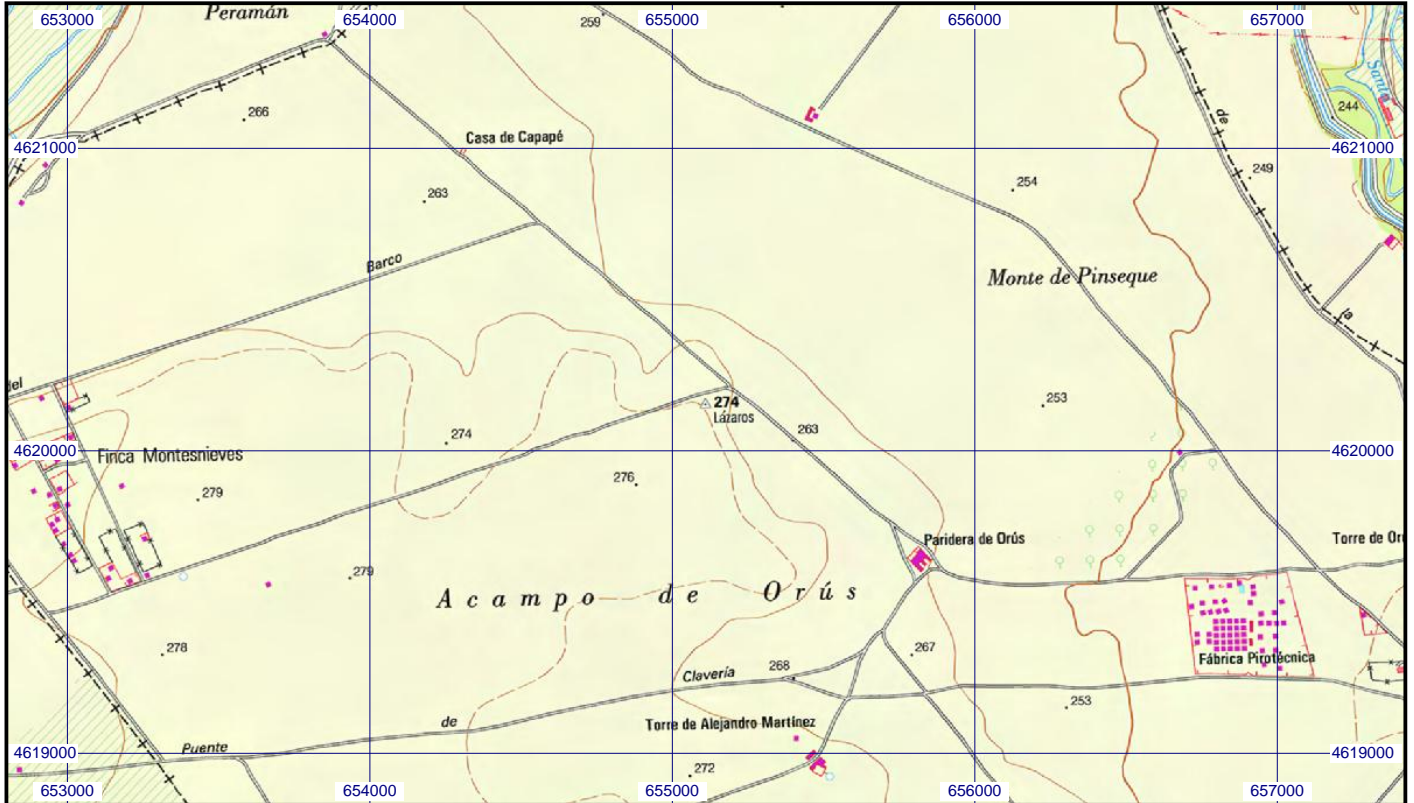 653000 654000 655000 656000 657000
Peramán
259
266
244
Santa
de
4621000 4621000
Casa de Capapé
249
254
263
Barco
Monte de Pinseque
la
del
274
Lázaros
253
263
274
4620000 4620000
Finca Montesnieves
276
279
Paridera de Orús
Torre de Or
279
Acampo de Orús
278
267
Fábrica Pirotécnica
268
Clavería
253
de
Torre de Alejandro Martínez
Puente
4619000 4619000
272
653000 654000 655000 656000 657000